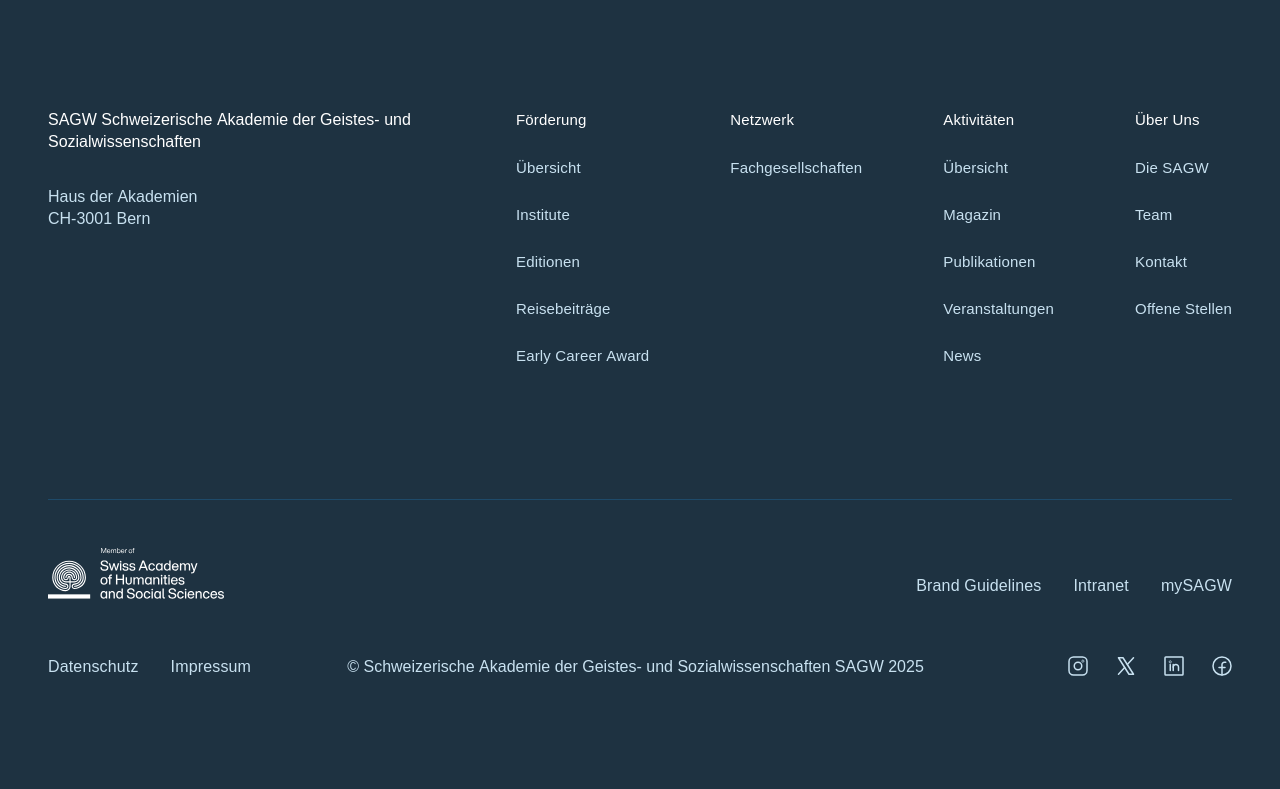 SAGW Schweizerische Akademie der Geistes- und
Sozialwissenschaften
Haus der Akademien
CH-3001 Bern
Förderung
Übersicht
Institute
Editionen
Reisebeiträge
Early Career Award
Netzwerk
Fachgesellschaften
Aktivitäten
Übersicht
Magazin
Publikationen
Veranstaltungen
News
Über Uns
Die SAGW
Team
Kontakt
Offene Stellen
Member of
Swiss Academy
of Humanities
and Social Sciences
Brand Guidelines
Intranet
mySAGW
Datenschutz
Impressum
© Schweizerische Akademie der Geistes- und Sozialwissenschaften SAGW 2025